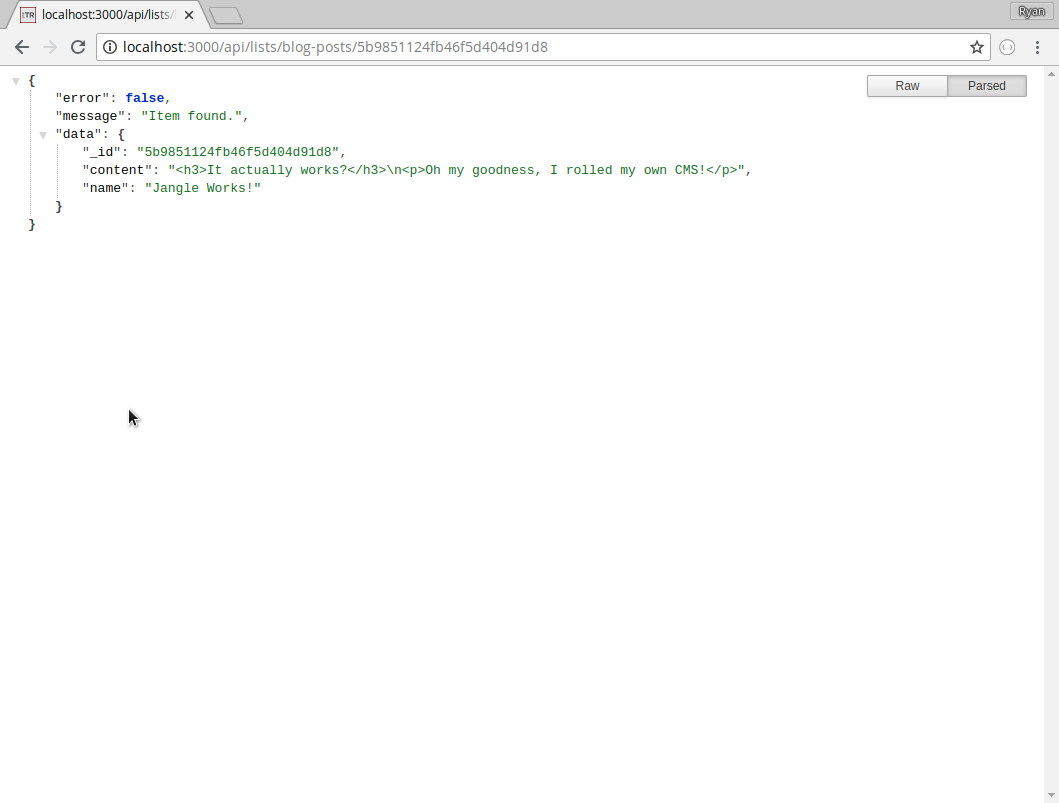 ITR localhost:3000/api/lists/
Ryan
localhost:3000/api/lists/blog-posts/5b9851124fb46f5d404d91d8
Raw Parsed
{
"error": false,
"message": "Item found.",
"data": {
"_id": "5b9851124fb46f5d404d91d8",
"content": "<h3>It actually works?</h3>\n<p>Oh my goodness, I rolled my own CMS!</p>",
"name": "Jangle Works!"
}
}